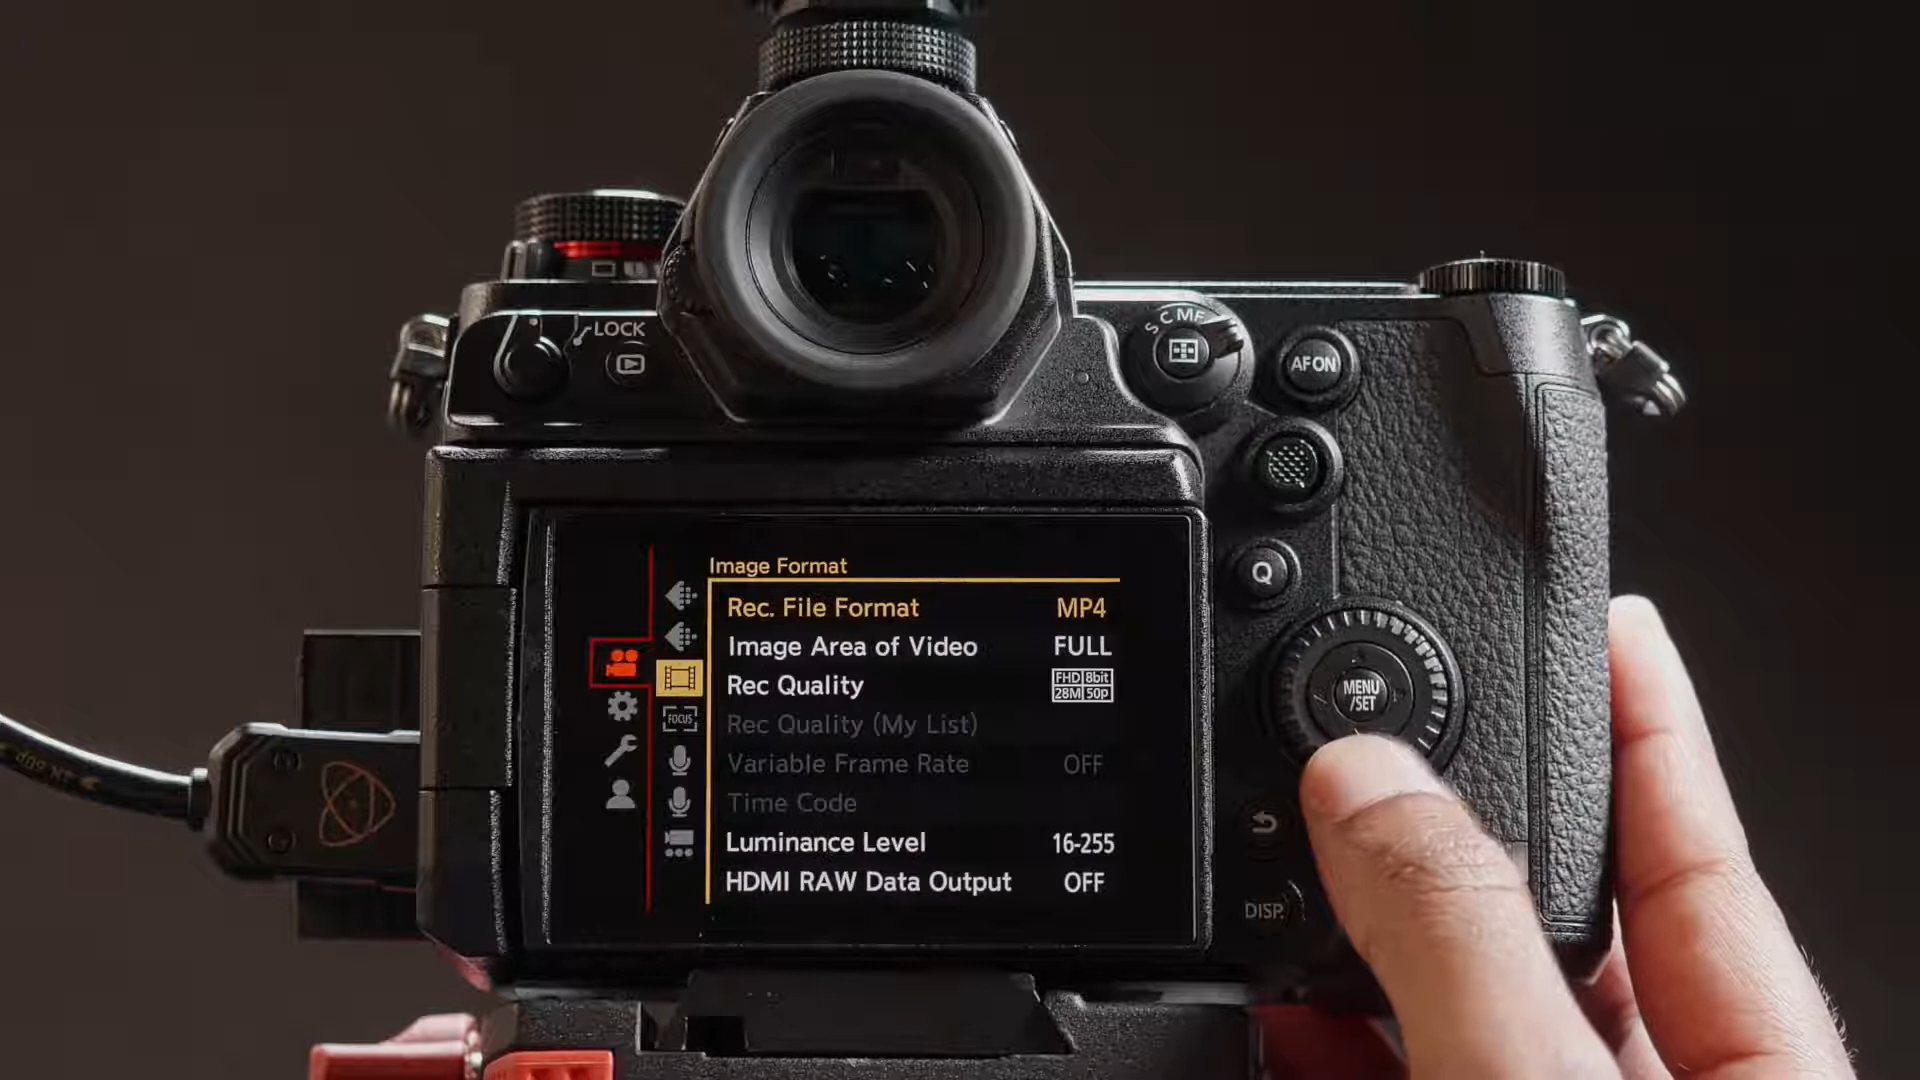 LOCK
S C MF
AF ON
Q
MENU
/SET
DISP.
Image Format
Rec. File Format MP4
Image Area of Video FULL
Rec Quality FHD 8bit
28M 50p
FOCUS
Rec Quality (My List)
Variable Frame Rate OFF
Time Code
Luminance Level 16-255
HDMI RAW Data Output OFF